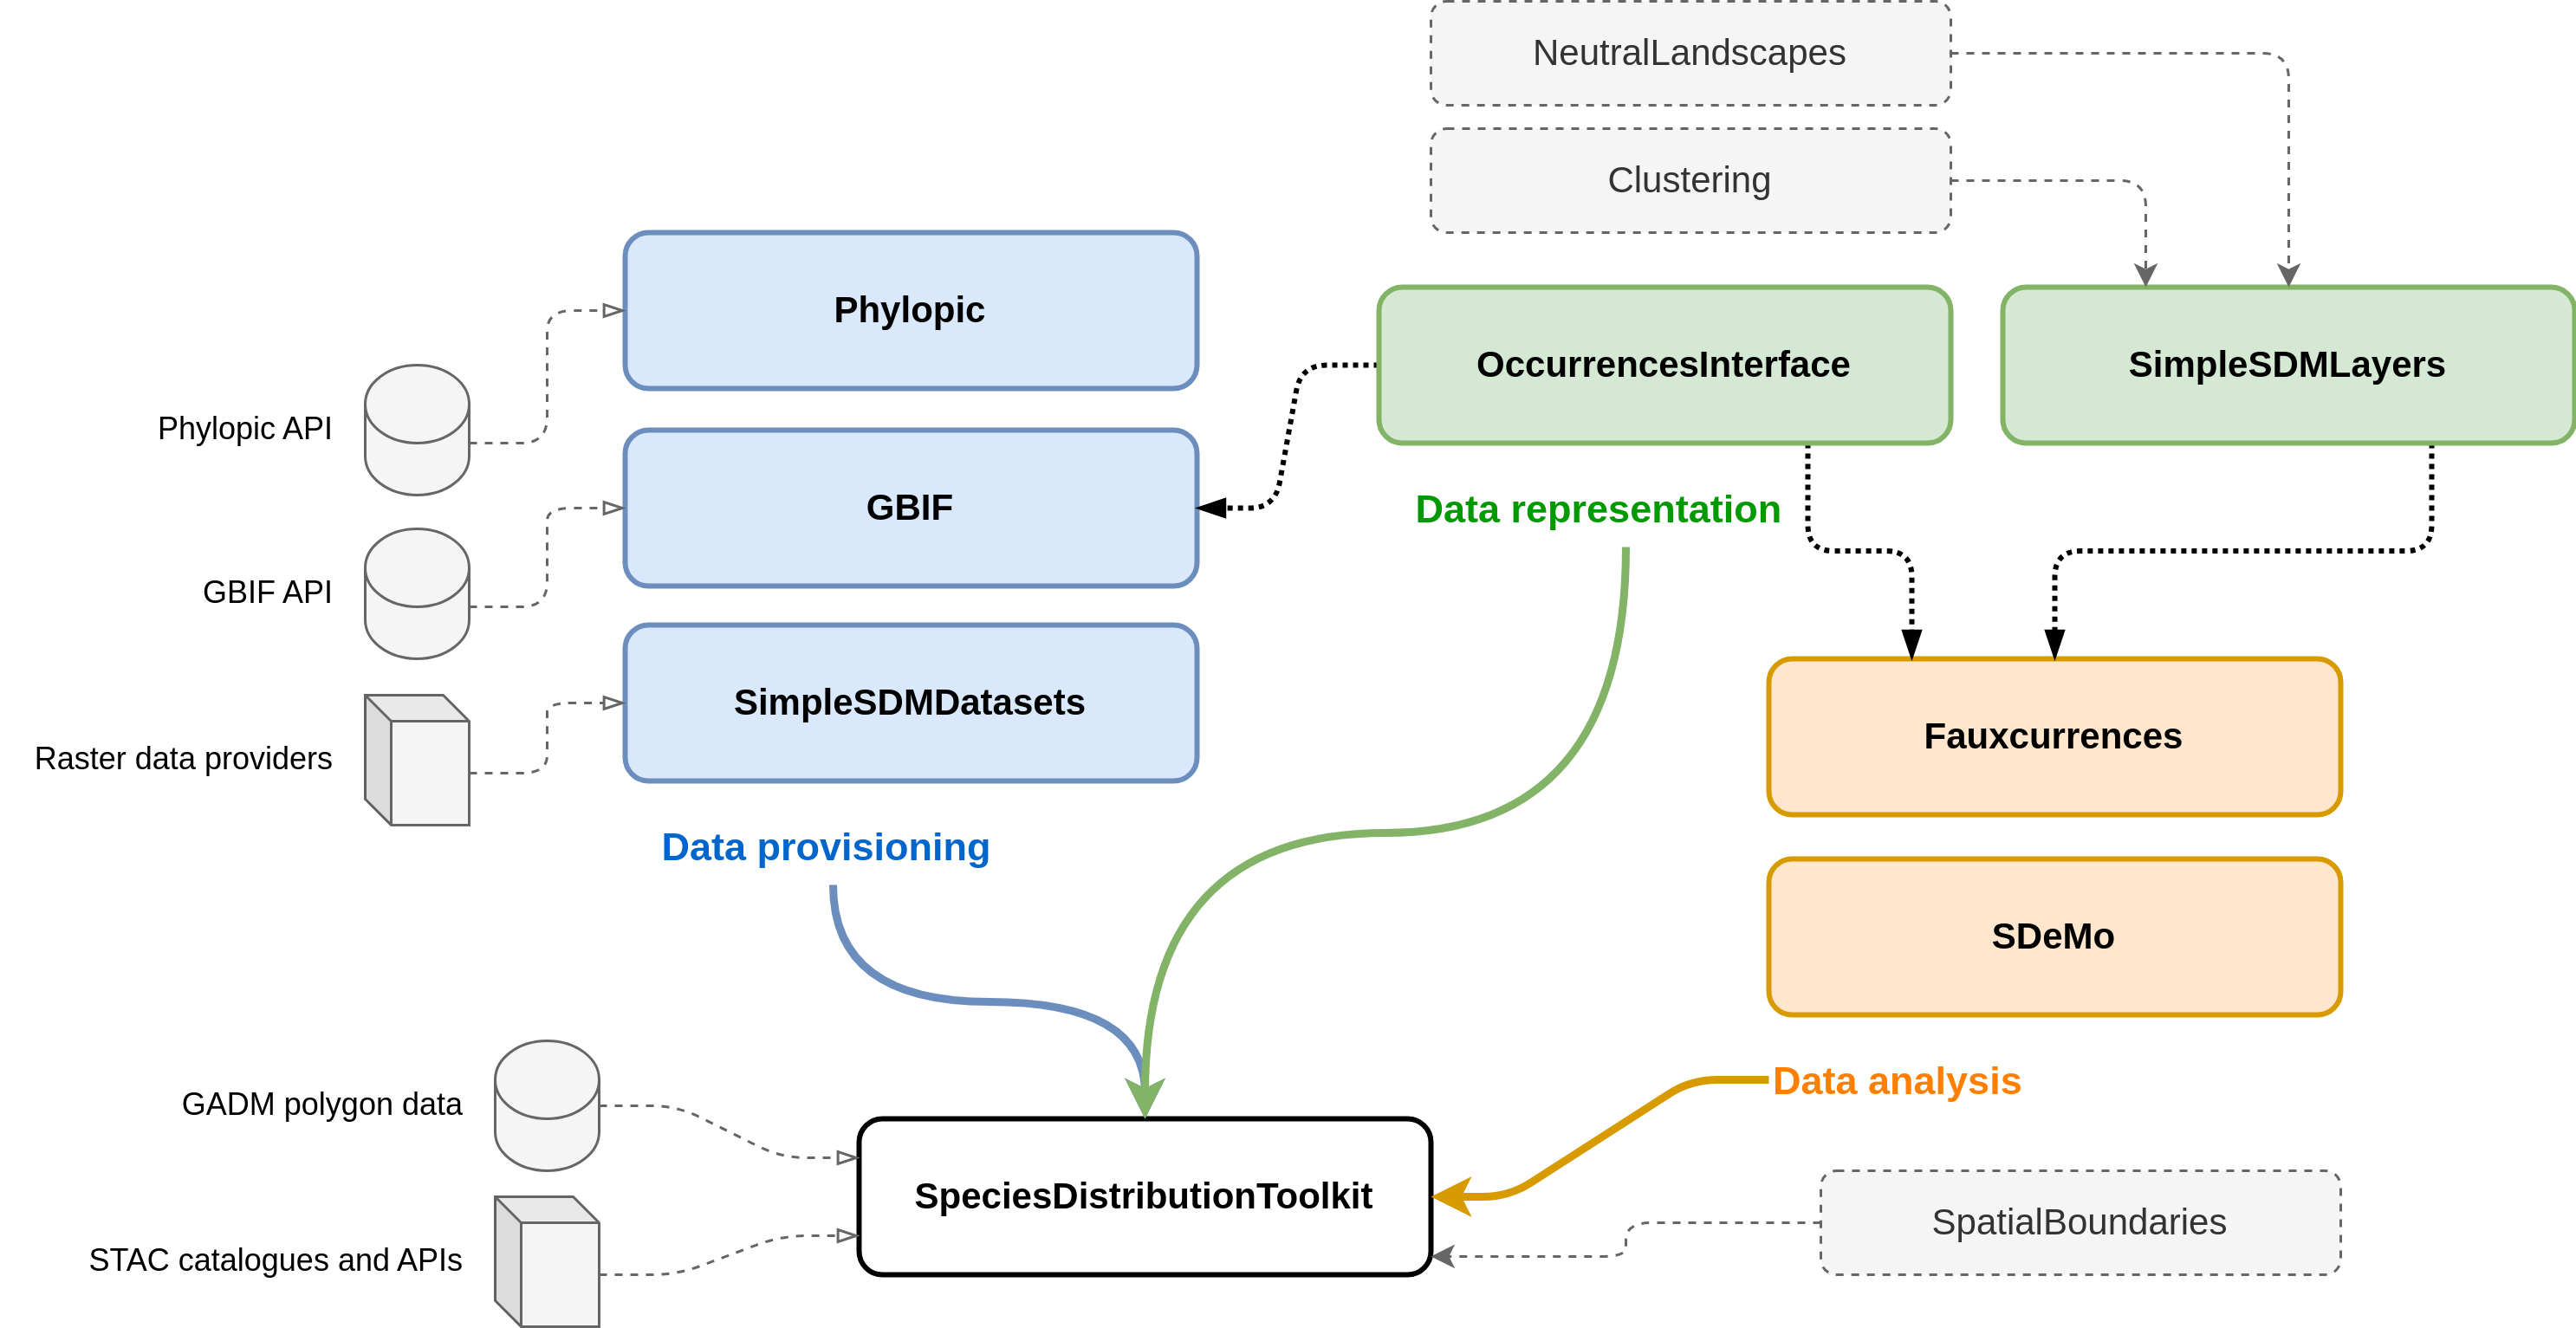 NeutralLandscapes
Clustering
Phylopic
OccurrencesInterface
SimpleSDMLayers
Phylopic API
GBIF
Data representation
GBIF API
SimpleSDMDatasets
Fauxcurrences
Raster data providers
Data provisioning
SDeMo
Data analysis
GADM polygon data
SpeciesDistributionToolkit
SpatialBoundaries
STAC catalogues and APIs